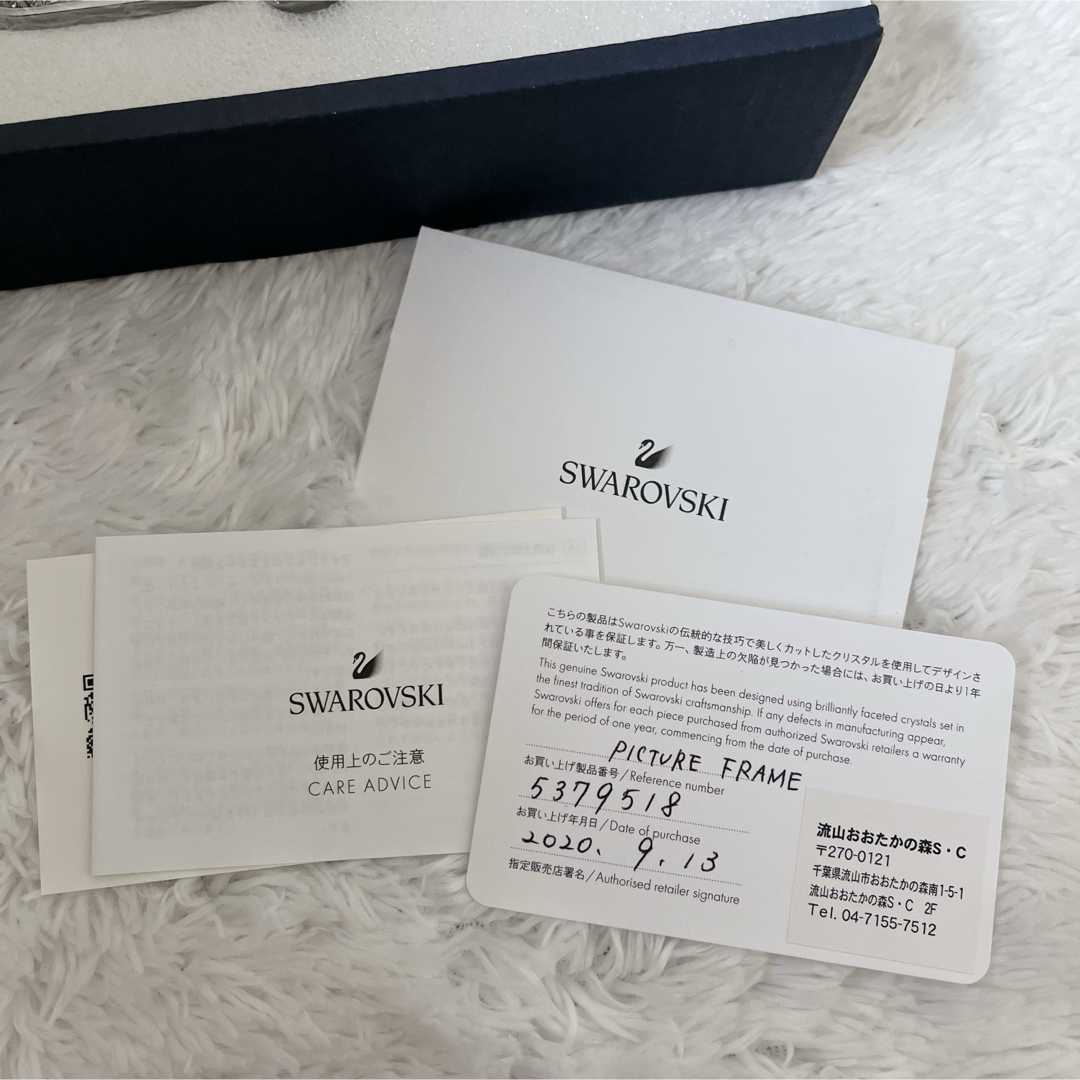 SWAROVSKI
SWAROVSKI
使用上のご注意
CARE ADVICE
こちらの製品はSwarovskiの伝統的な技巧で美しくカットしたクリスタルを使用してデザインさ
れている事を保証します。万一、製造上の欠陥が見つかった場合には、お買い上げの日より1年
間保証いたします。
This genuine Swarovski product has been designed using brilliantly faceted crystals set in
the finest tradition of Swarovski craftsmanship. If any defects in manufacturing appear,
Swarovski offers for each piece purchased from authorized Swarovski retailers a warranty
for the period of one year, commencing from the date of purchase.
PICTURE FRAME
お買い上げ製品番号/Reference number
5379518
お買い上げ年月日/Date of purchase
2020、9.13
指定販売店署名/Authorised retailer signature
流山おおたかの森S・C
〒270-0121
千葉県流山市おおたかの森南1-5-1
流山おおたかの森S・C 2F
Tel. 04-7155-7512